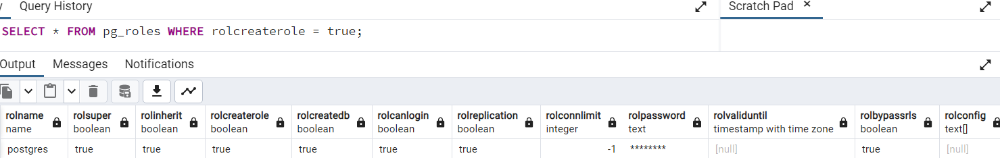 Query History
Scratch Pad ×
SELECT * FROM pg_roles WHERE rolcreaterole = true;
Output Messages Notifications
rolname rolsuper rolinherit rolcreaterole rolcreatedb rolcanlogin rolreplication rolconnlimit rolpassword rolvaliduntil rolbypassrls rolconfig
name boolean boolean boolean boolean boolean boolean integer text timestamp with time zone boolean text[]
postgres true true true true true true -1 ******** [null] true [null]